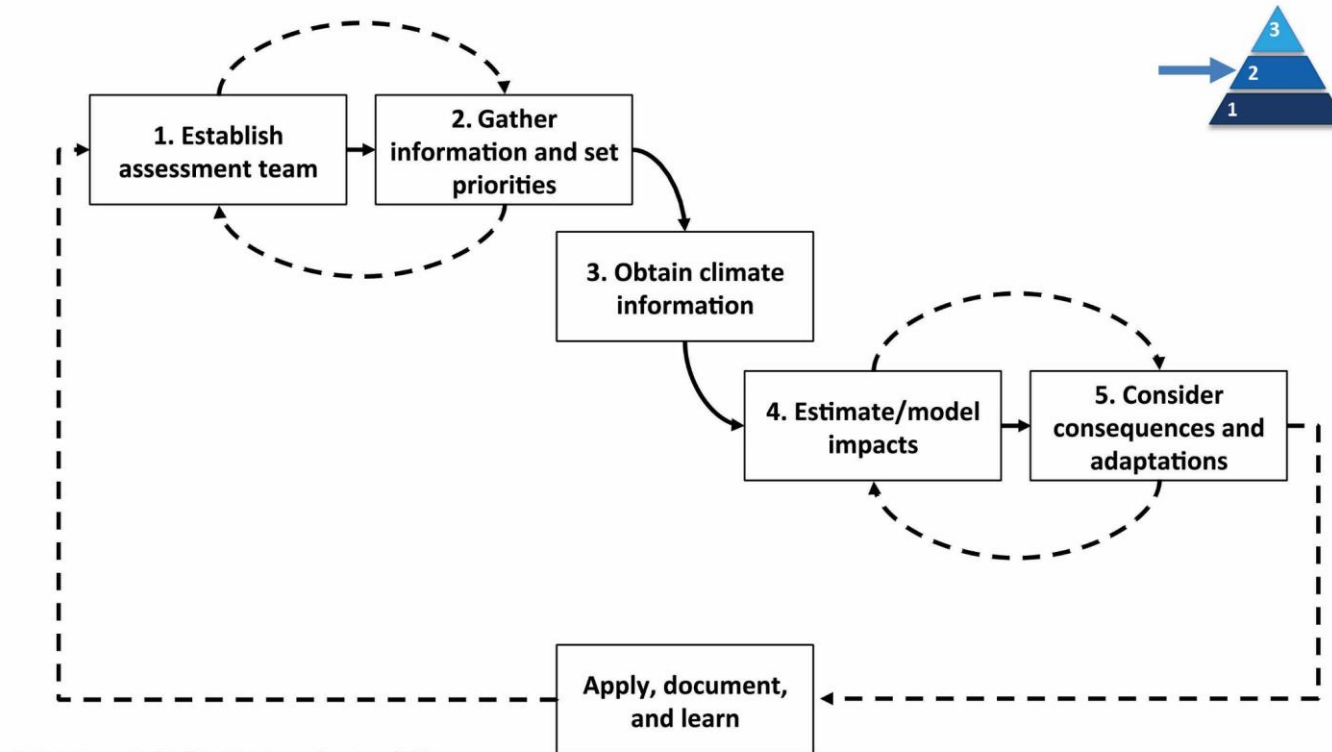 3
2
1
1. Establish
assessment team
2. Gather
information and set
priorities
3. Obtain climate
information
4. Estimate/model
impacts
5. Consider
consequences and
adaptations
Apply, document,
and learn